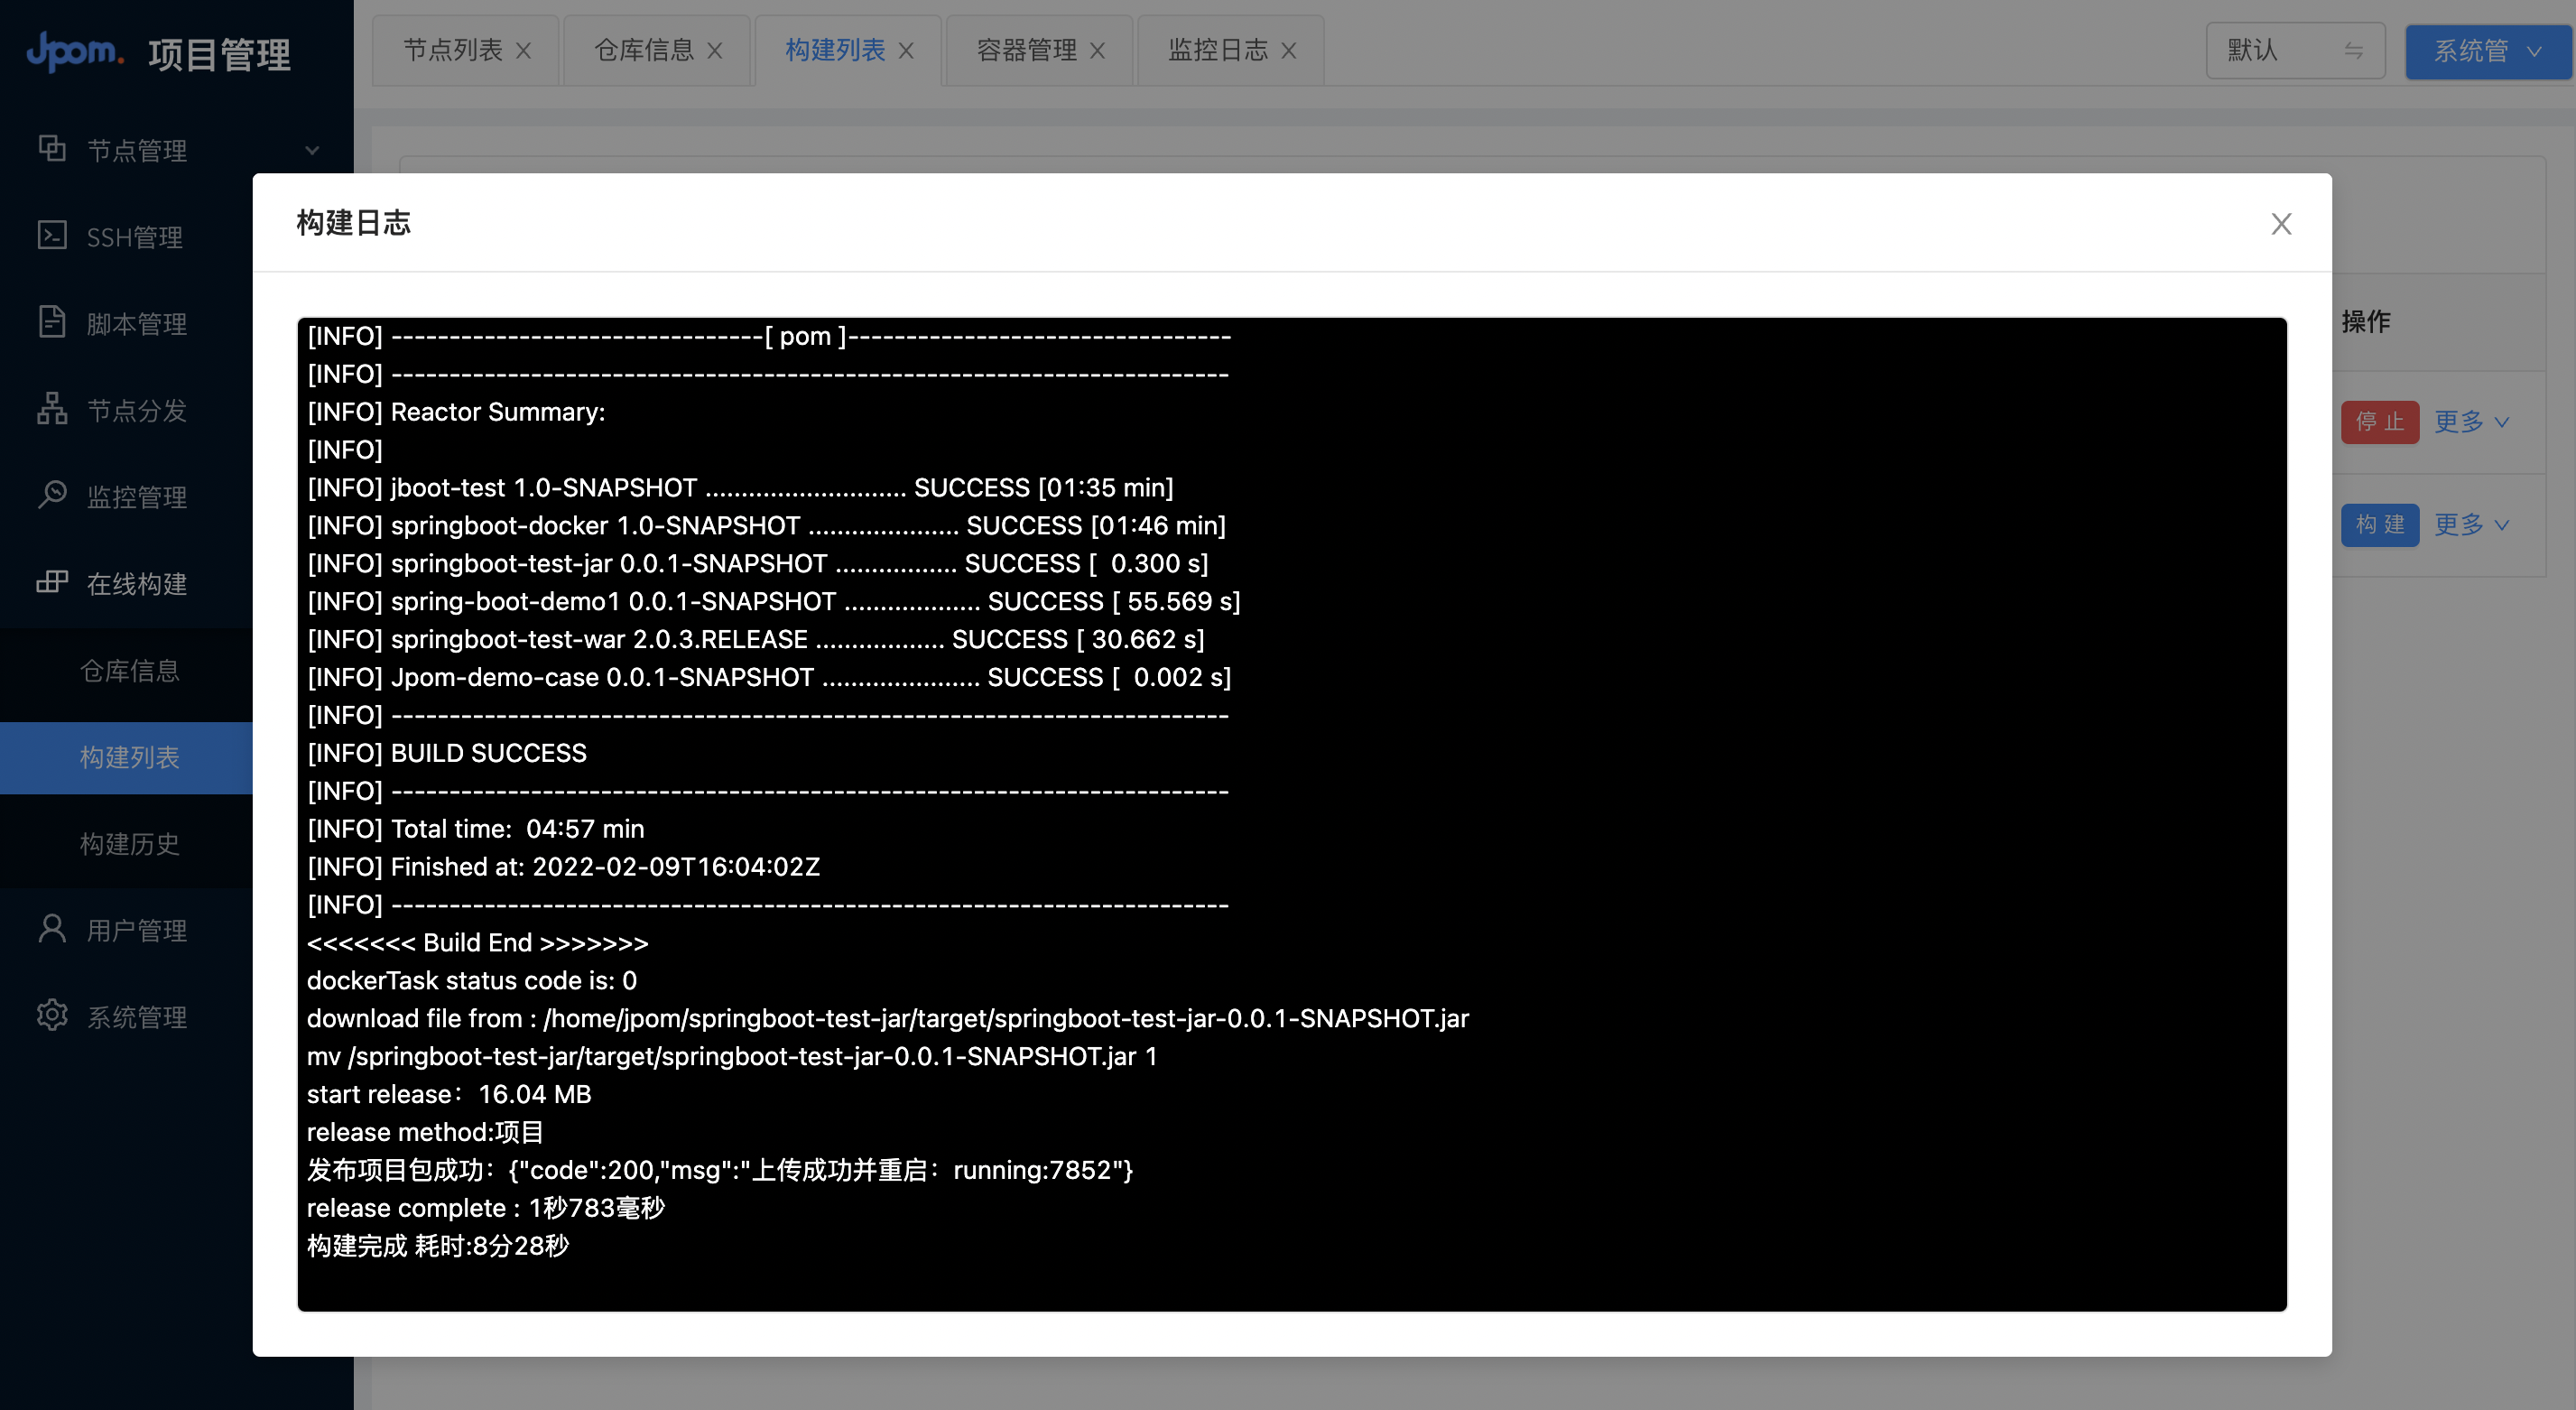 Jpom. 项目管理
节点列表 仓库信息 构建列表 容器管理 监控日志 默认 系统管
节点管理
SSH管理
脚本管理
节点分发
监控管理
在线构建
仓库信息
构建列表
构建历史
用户管理
系统管理
构建日志
[INFO] --------------------------------[ pom ]---------------------------------
[INFO] ------------------------------------------------------------------------
[INFO] Reactor Summary:
[INFO]
[INFO] jboot-test 1.0-SNAPSHOT ............................ SUCCESS [01:35 min]
[INFO] springboot-docker 1.0-SNAPSHOT ..................... SUCCESS [01:46 min]
[INFO] springboot-test-jar 0.0.1-SNAPSHOT ................. SUCCESS [  0.300 s]
[INFO] spring-boot-demo1 0.0.1-SNAPSHOT ................... SUCCESS [ 55.569 s]
[INFO] springboot-test-war 2.0.3.RELEASE .................. SUCCESS [ 30.662 s]
[INFO] Jpom-demo-case 0.0.1-SNAPSHOT ...................... SUCCESS [  0.002 s]
[INFO] ------------------------------------------------------------------------
[INFO] BUILD SUCCESS
[INFO] ------------------------------------------------------------------------
[INFO] Total time:  04:57 min
[INFO] Finished at: 2022-02-09T16:04:02Z
[INFO] ------------------------------------------------------------------------
<<<<<<< Build End >>>>>>>
dockerTask status code is: 0
download file from : /home/jpom/springboot-test-jar/target/springboot-test-jar-0.0.1-SNAPSHOT.jar
mv /springboot-test-jar/target/springboot-test-jar-0.0.1-SNAPSHOT.jar 1
start release：16.04 MB
release method:项目
发布项目包成功：{"code":200,"msg":"上传成功并重启：running:7852"}
release complete : 1秒783毫秒
构建完成 耗时:8分28秒
操作
停 止 更多
构 建 更多